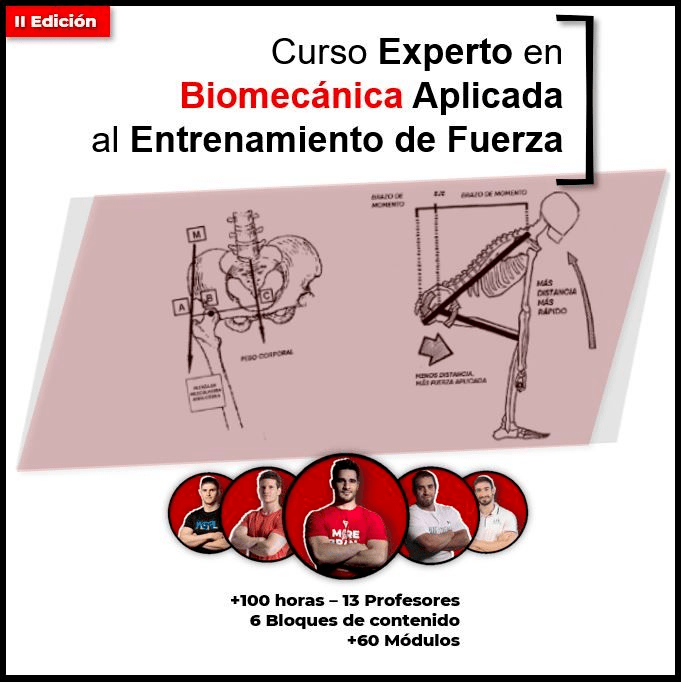 II Edición
Curso Experto en
Biomecánica Aplicada
al Entrenamiento de Fuerza
BRAZO DE
MOMENTO
EJE
BRAZO DE MOMENTO
M
A
B
C
PESO CORPORAL
MÁS
DISTANCIA
MÁS
RÁPIDO
MENOS DISTANCIA,
MÁS FUERZA APLICADA
+100 horas – 13 Profesores
6 Bloques de contenido
+60 Módulos